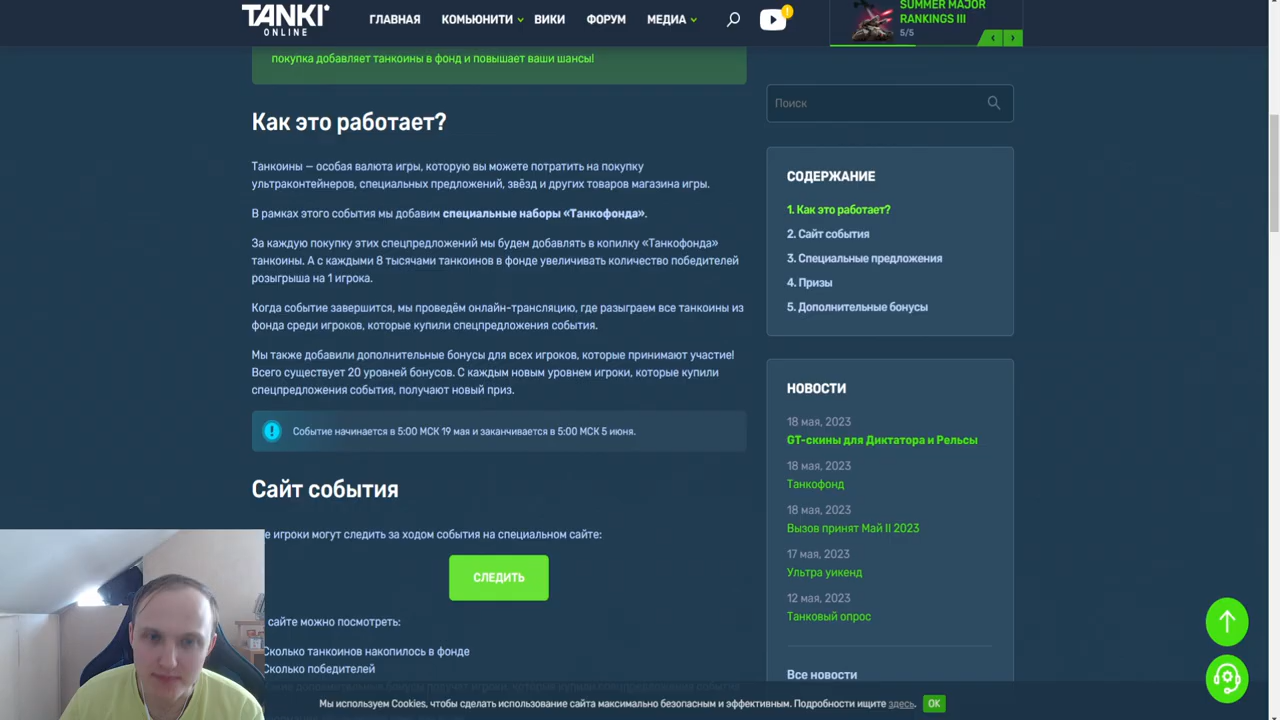 TANKI
ONLINE
ГЛАВНАЯ
КОМЬЮНИТИ
ВИКИ
ФОРУМ
МЕДИА
!
SUMMER MAJOR
RANKINGS III
5/5
покупка добавляет танкоины в фонд и повышает ваши шансы!
Как это работает?
Танкоины — особая валюта игры, которую вы можете потратить на покупку
ультраконтейнеров, специальных предложений, звёзд и других товаров магазина игры.
В рамках этого события мы добавим специальные наборы «Танкофонда».
За каждую покупку этих спецпредложений мы будем добавлять в копилку «Танкофонда»
танкоины. А с каждыми 8 тысячами танкоинов в фонде увеличивать количество победителей
розыгрыша на 1 игрока.
Когда событие завершится, мы проведём онлайн-трансляцию, где разыграем все танкоины из
фонда среди игроков, которые купили спецпредложения события.
Мы также добавили дополнительные бонусы для всех игроков, которые принимают участие!
Всего существует 20 уровней бонусов. С каждым новым уровнем игроки, которые купили
спецпредложения события, получают новый приз.
! Событие начинается в 5:00 МСК 19 мая и заканчивается в 5:00 МСК 5 июня.
Сайт события
е игроки могут следить за ходом события на специальном сайте:
СЛЕДИТЬ
сайте можно посмотреть:
Сколько танкоинов накопилось в фонде
Сколько победителей
Поиск
СОДЕРЖАНИЕ
1. Как это работает?
2. Сайт события
3. Специальные предложения
4. Призы
5. Дополнительные бонусы
НОВОСТИ
18 мая, 2023
GT-скины для Диктатора и Рельсы
18 мая, 2023
Танкофонд
18 мая, 2023
Вызов принят Май II 2023
17 мая, 2023
Ультра уикенд
12 мая, 2023
Танковый опрос
Все новости
Мы используем Cookies, чтобы сделать использование сайта максимально безопасным и эффективным. Подробности ищите здесь.
OK